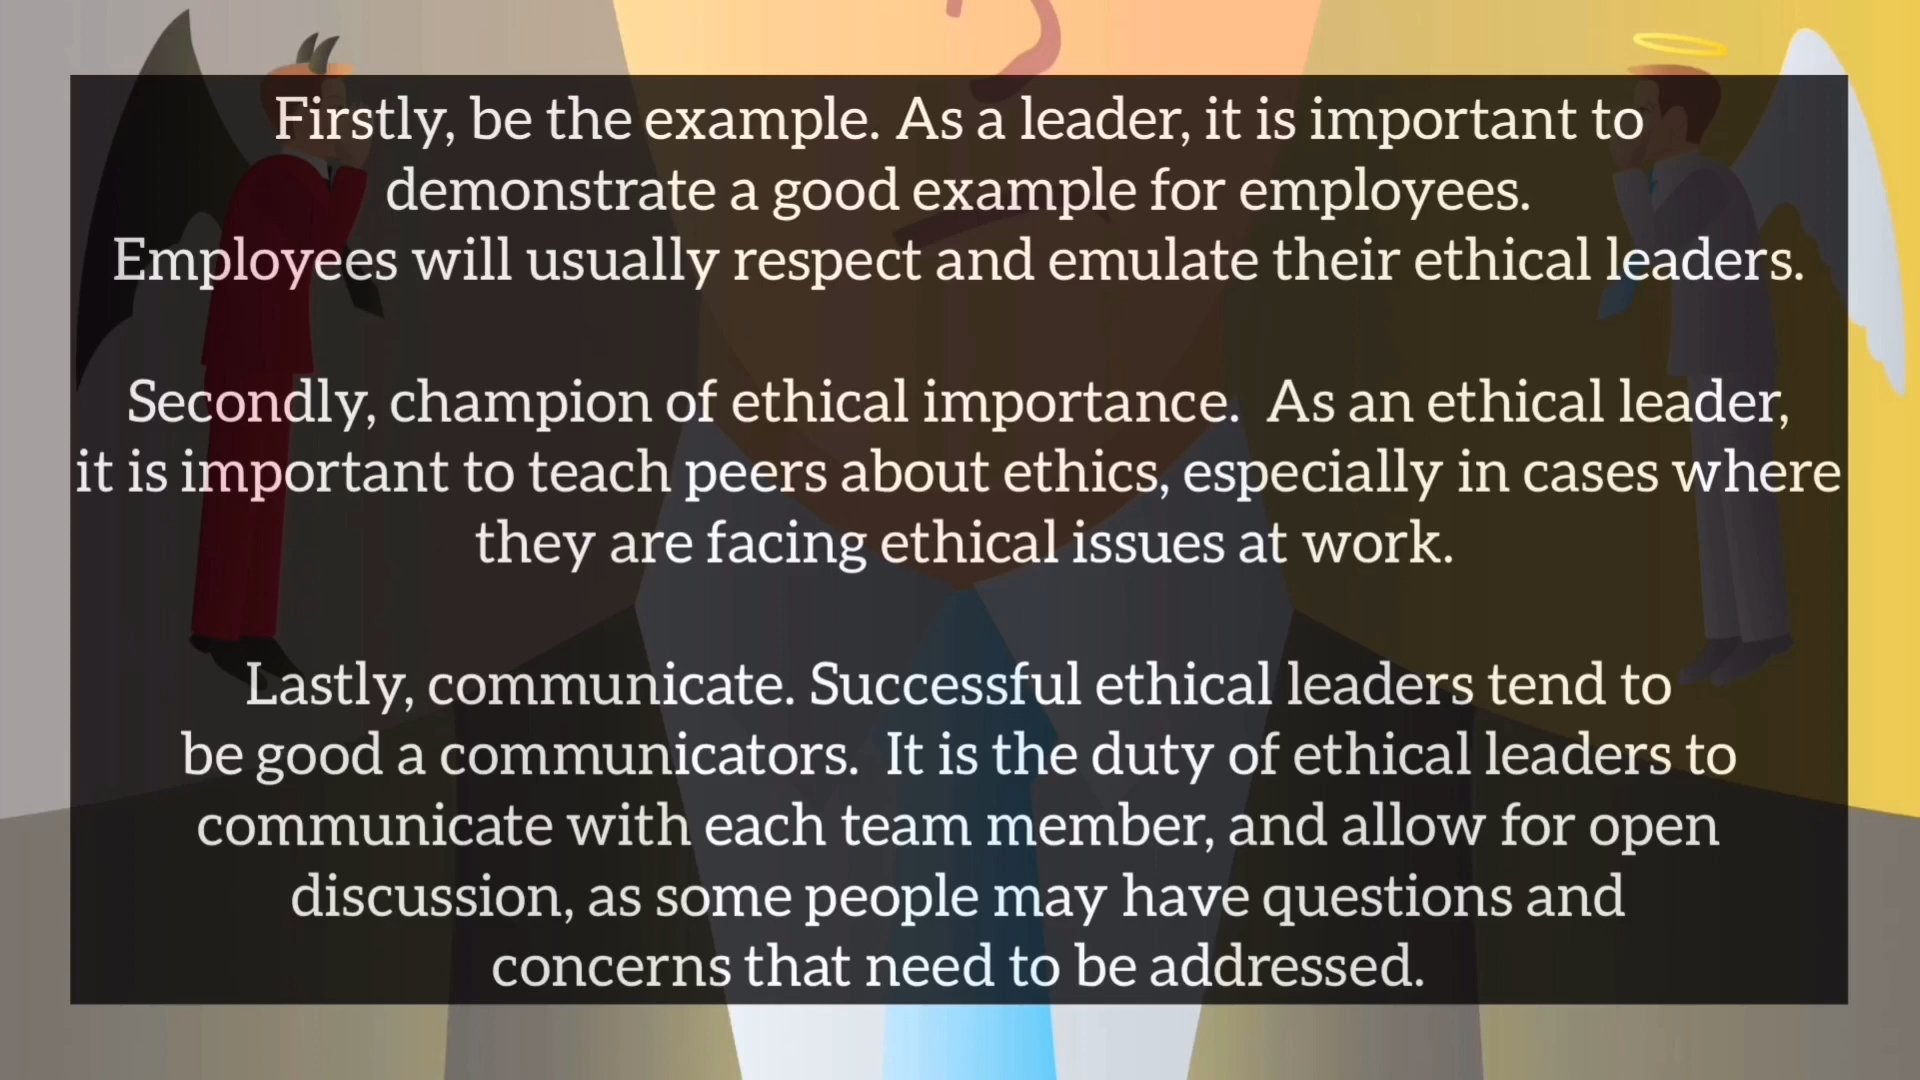 Firstly, be the example. As a leader, it is important to
demonstrate a good example for employees.
Employees will usually respect and emulate their ethical leaders.
Secondly, champion of ethical importance.  As an ethical leader,
it is important to teach peers about ethics, especially in cases where
they are facing ethical issues at work.
Lastly, communicate. Successful ethical leaders tend to
be good a communicators.  It is the duty of ethical leaders to
communicate with each team member, and allow for open
discussion, as some people may have questions and
concerns that need to be addressed.